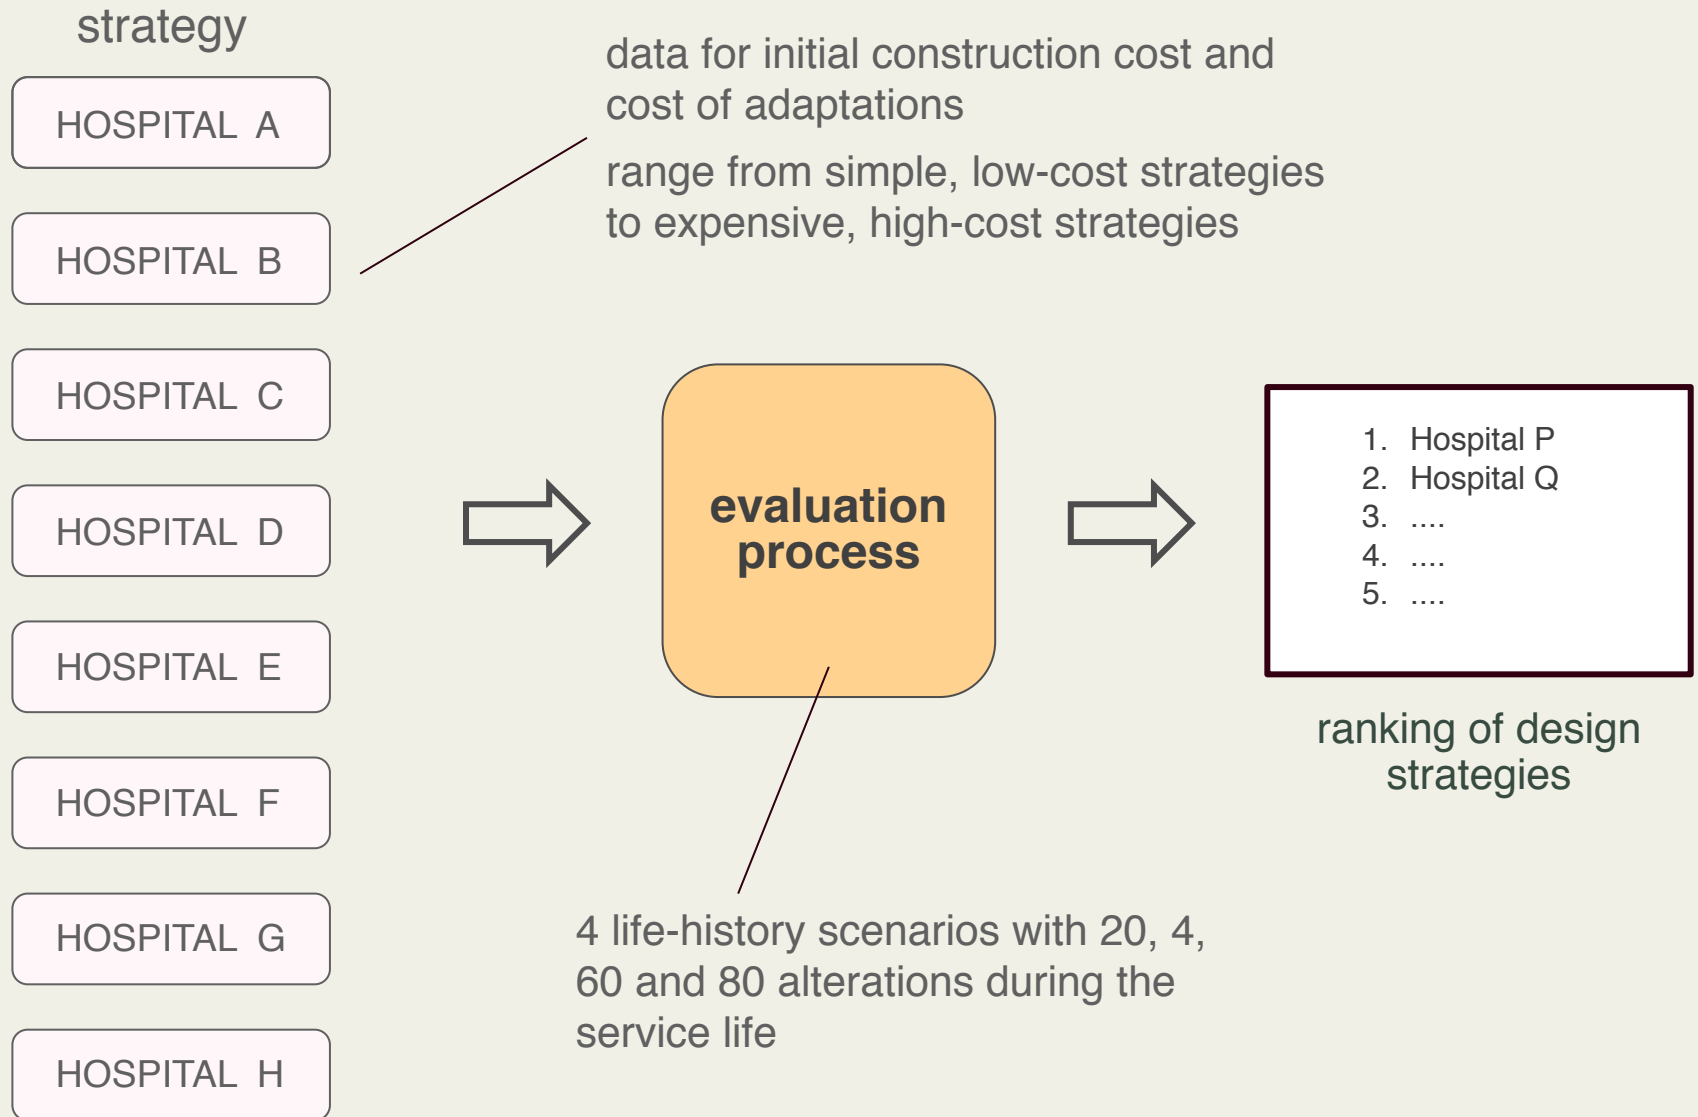 strategy
HOSPITAL A
HOSPITAL B
HOSPITAL C
HOSPITAL D
HOSPITAL E
HOSPITAL F
HOSPITAL G
HOSPITAL H
data for initial construction cost and
cost of adaptations
range from simple, low-cost strategies
to expensive, high-cost strategies
evaluation
process
4 life-history scenarios with 20, 4,
60 and 80 alterations during the
service life
1. Hospital P
2. Hospital Q
3. ....
4. ....
5. ....
ranking of design
strategies